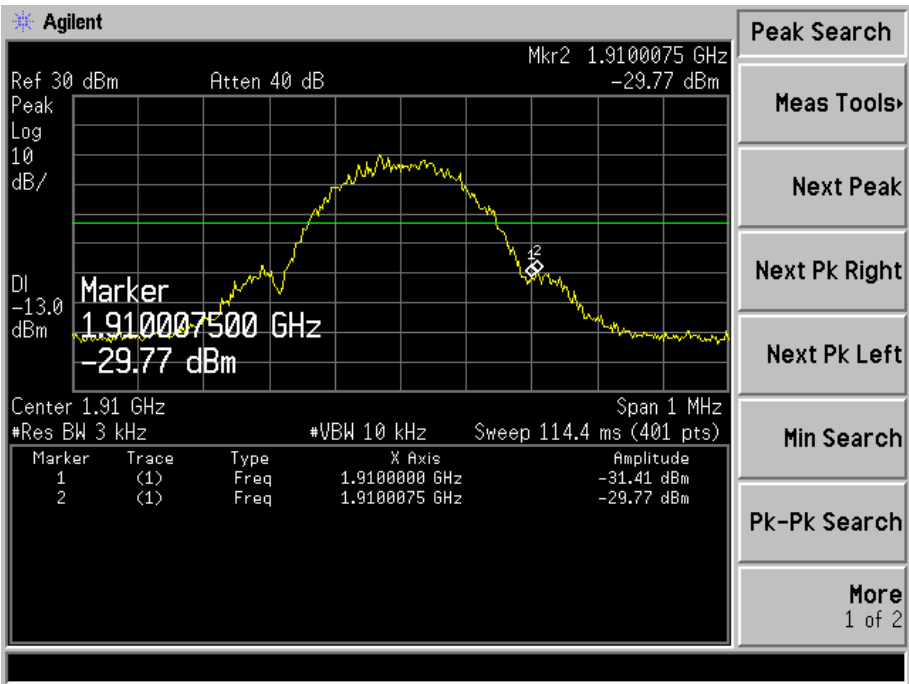 Agilent
Peak Search
Mkr2 1.9100075 GHz
Ref 30 dBm Atten 40 dB -29.77 dBm
Peak
Log
10
dB/
1 2
DI
-13.0
dBm
Marker
1.910007500 GHz
-29.77 dBm
Center 1.91 GHz Span 1 MHz
#Res BW 3 kHz #VBW 10 kHz Sweep 114.4 ms (401 pts)
Marker Trace Type X Axis Amplitude
1 (1) Freq 1.9100000 GHz -31.41 dBm
2 (1) Freq 1.9100075 GHz -29.77 dBm
Meas Tools
Next Peak
Next Pk Right
Next Pk Left
Min Search
Pk-Pk Search
More
1 of 2